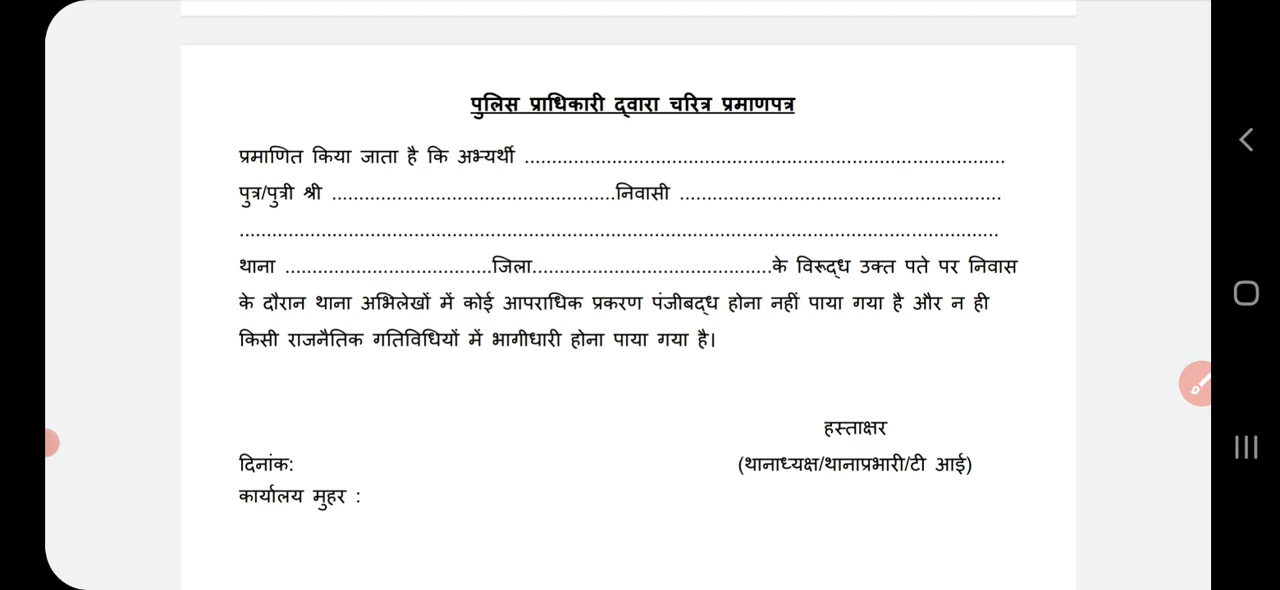 पुलिस प्राधिकारी द्वारा चरित्र प्रमाणपत्र
प्रमाणित किया जाता है कि अभ्यर्थी ........................................................................................
पुत्र/पुत्री श्री ....................................................निवासी ...........................................................
...........................................................................................................................................
थाना ......................................जिला............................................के विरूद्ध उक्त पते पर निवास
के दौरान थाना अभिलेखों में कोई आपराधिक प्रकरण पंजीबद्ध होना नहीं पाया गया है और न ही
किसी राजनैतिक गतिविधियों में भागीधारी होना पाया गया है।
हस्ताक्षर
दिनांक: (थानाध्यक्ष/थानाप्रभारी/टी आई)
कार्यालय मुहर :